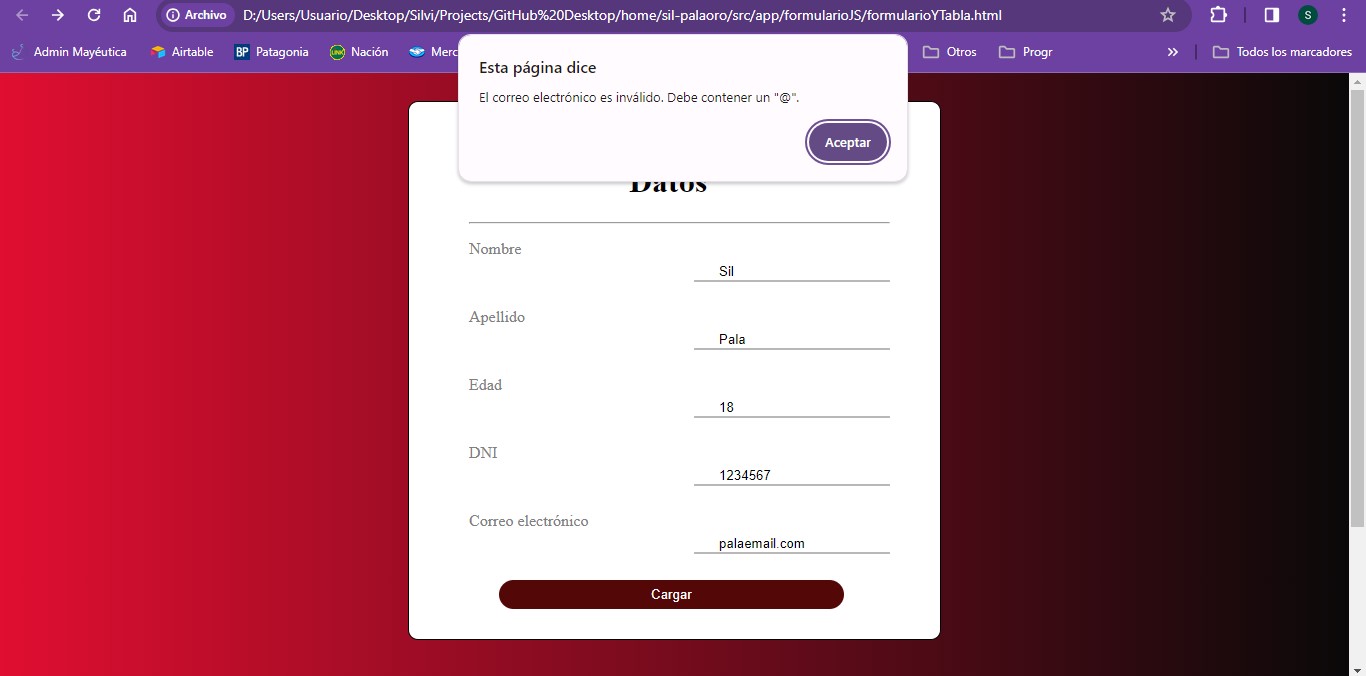 Archivo D:/Users/Usuario/Desktop/Silvi/Projects/GitHub%20Desktop/home/sil-palaoro/src/app/formularioJS/formularioYTabla.html S
Admin Mayéutica Airtable BP Patagonia LINK Nación Merc Otros Progr » Todos los marcadores
Esta página dice
El correo electrónico es inválido. Debe contener un "@".
Aceptar
Datos
Nombre
Sil
Apellido
Pala
Edad
18
DNI
1234567
Correo electrónico
palaemail.com
Cargar